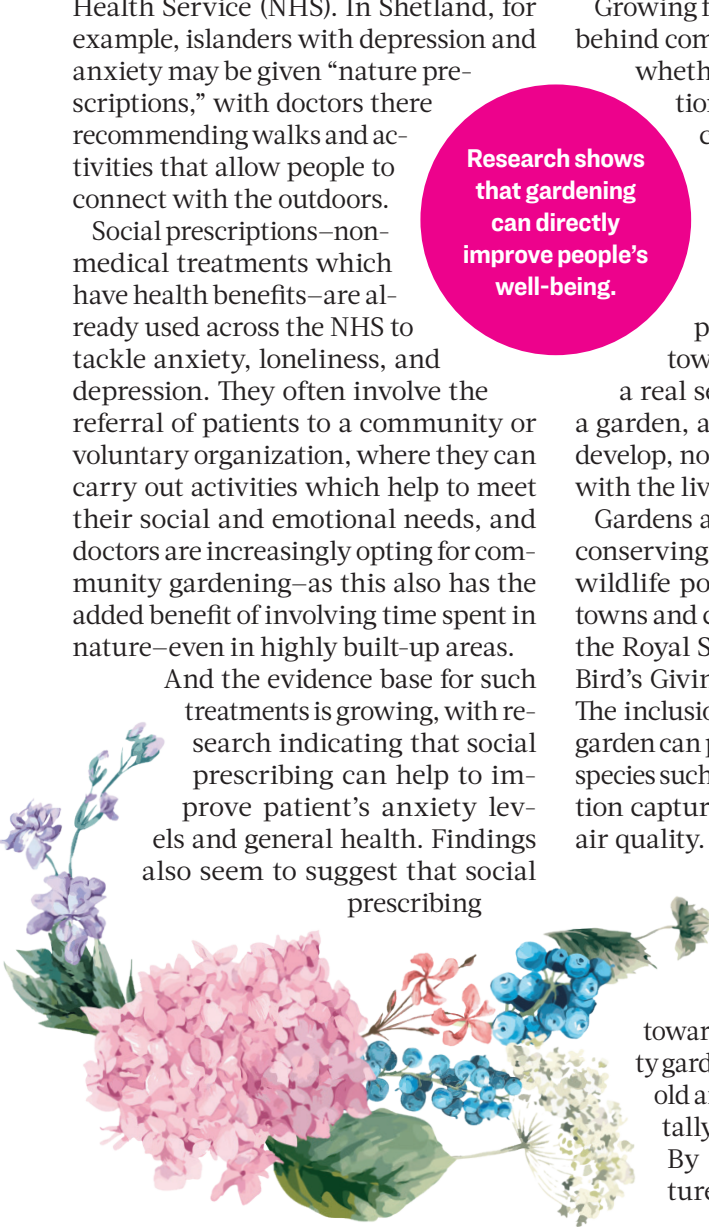 Health Service (NHS). In Shetland, for
example, islanders with depression and
anxiety may be given “nature pre-
scriptions,” with doctors there
recommending walks and ac-
tivities that allow people to
connect with the outdoors.
Social prescriptions—non-
medical treatments which
have health benefits—are al-
ready used across the NHS to
tackle anxiety, loneliness, and
depression. They often involve the
referral of patients to a community or
voluntary organization, where they can
carry out activities which help to meet
their social and emotional needs, and
doctors are increasingly opting for com-
munity gardening—as this also has the
added benefit of involving time spent in
nature—even in highly built-up areas.
And the evidence base for such
treatments is growing, with re-
search indicating that social
prescribing can help to im-
prove patient’s anxiety lev-
els and general health. Findings
also seem to suggest that social
prescribing
Research shows
that gardening
can directly
improve people’s
well-being.
Growing
behind com
wheth
tion
a real se
a garden, a
develop, no
with the liv
Gardens a
conserving
wildlife po
towns and c
the Royal S
Bird’s Givin
The inclusio
garden can p
species such
tion captur
air quality.
towar
ty gard
old a
tally
By
ture